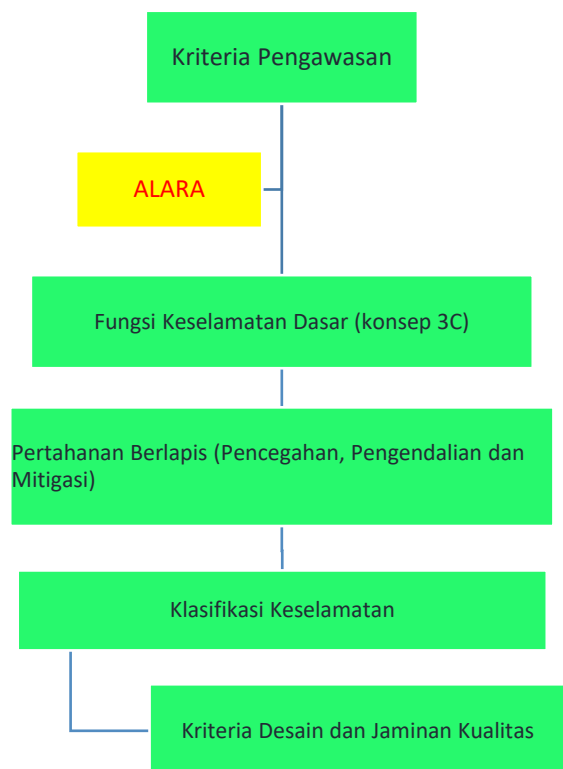 Kriteria Pengawasan
ALARA
Fungsi Keselamatan Dasar (konsep 3C)
Pertahanan Berlapis (Pencegahan, Pengendalian dan
Mitigasi)
Klasifikasi Keselamatan
Kriteria Desain dan Jaminan Kualitas